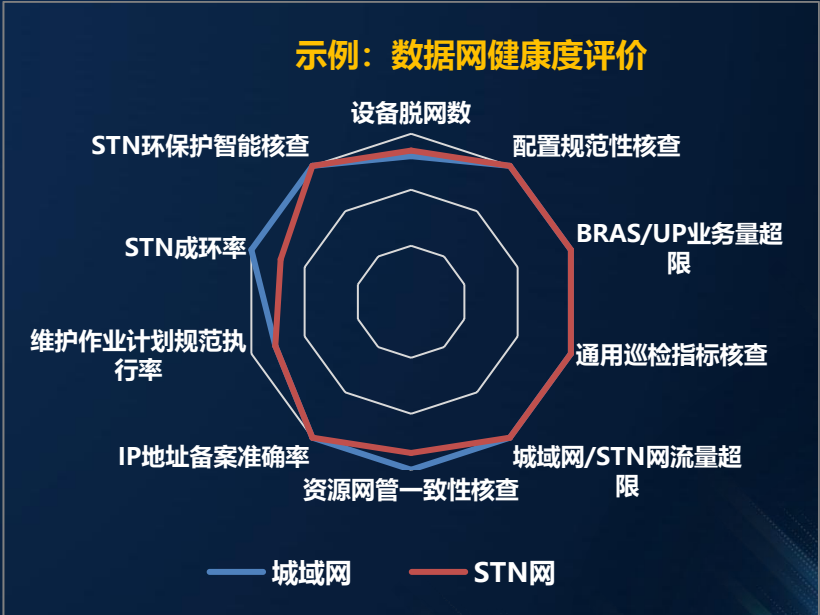 示例：数据网健康度评价
设备脱网数
STN环保护智能核查
配置规范性核查
STN成环率
BRAS/UP业务量超
限
维护作业计划规范执
行率
通用巡检指标核查
IP地址备案准确率
城域网/STN网流量超
限
资源网管一致性核查
城域网
STN网